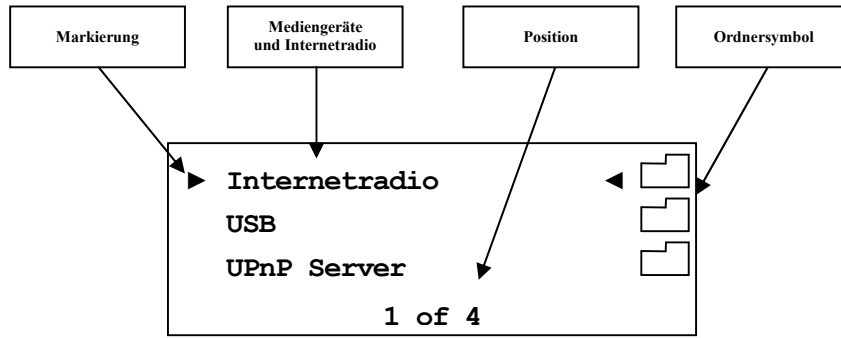 Markierung
Mediengeräte
und Internetradio
Position
Ordnersymbol
Internetradio
USB
UPnP Server
1 of 4